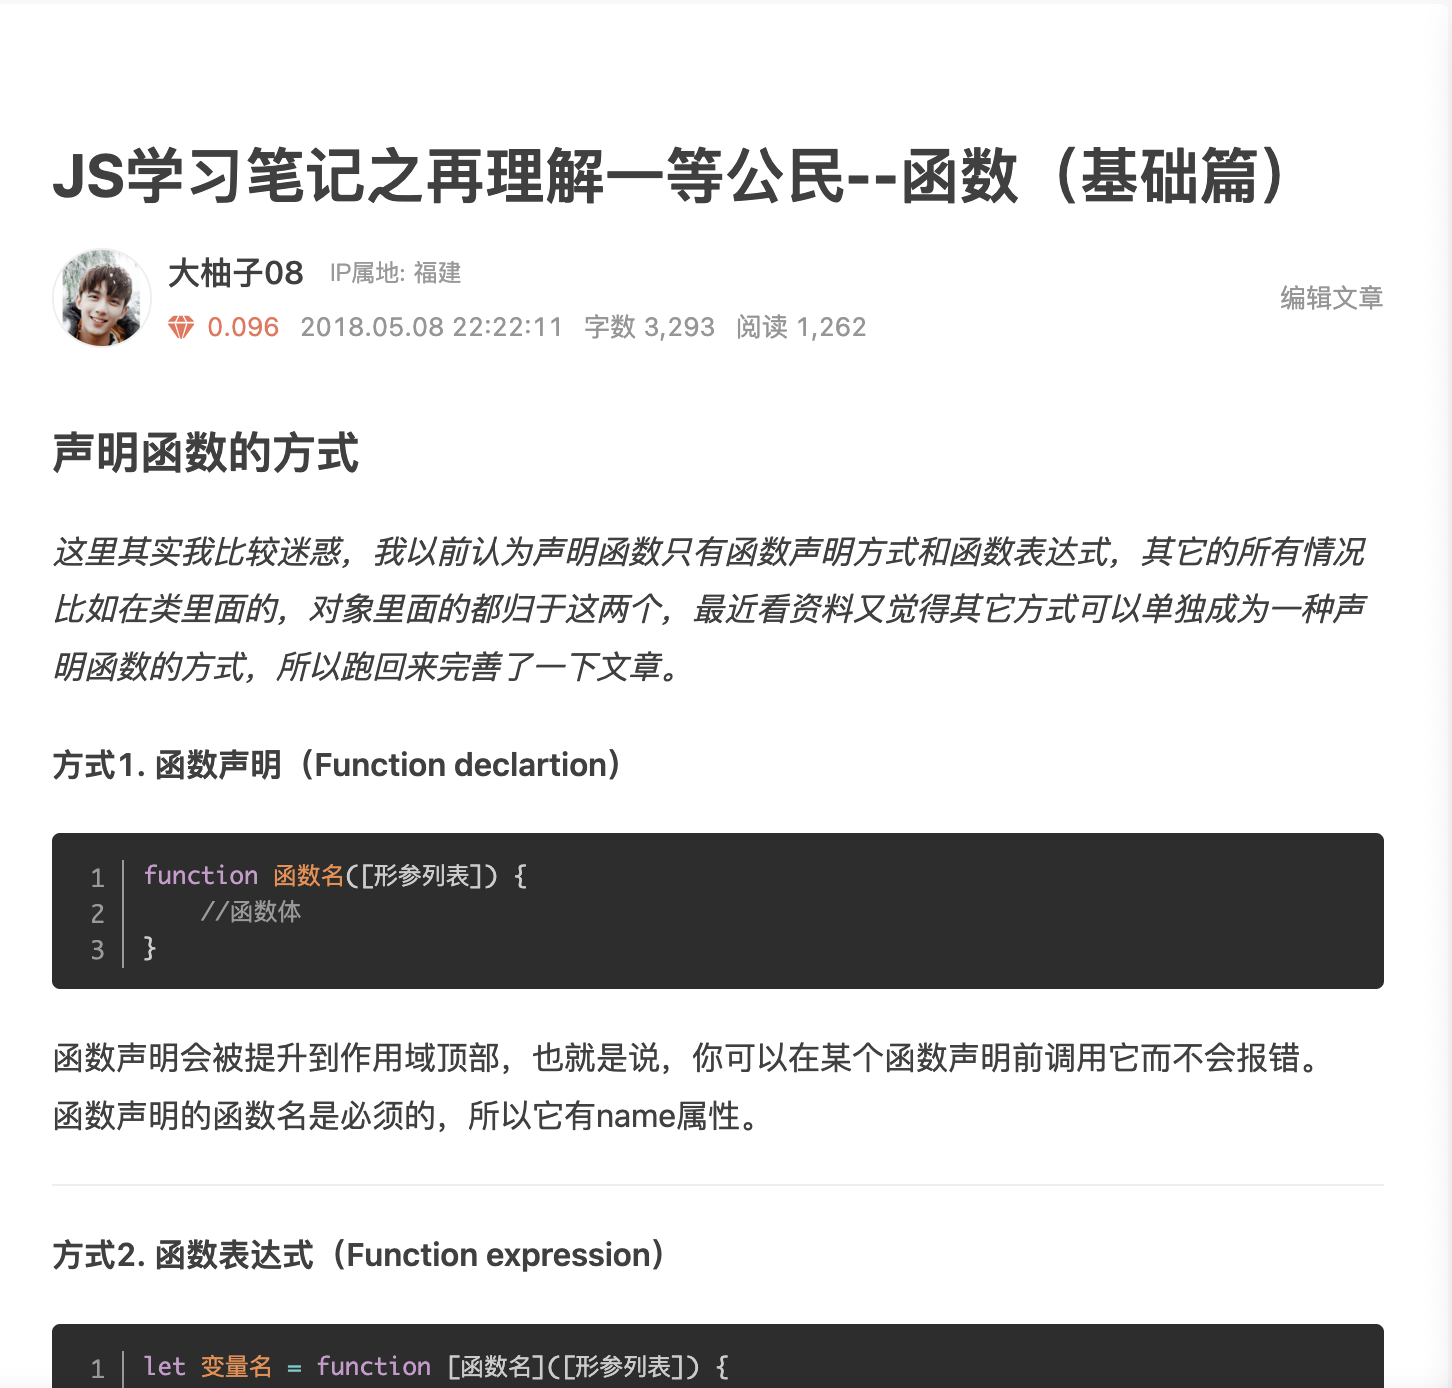 JS学习笔记之再理解一等公民--函数（基础篇）
大柚子08 IP属地: 福建
编辑文章
0.096 2018.05.08 22:22:11 字数 3,293 阅读 1,262
声明函数的方式
这里其实我比较迷惑，我以前认为声明函数只有函数声明方式和函数表达式，其它的所有情况
比如在类里面的，对象里面的都归于这两个，最近看资料又觉得其它方式可以单独成为一种声
明函数的方式，所以跑回来完善了一下文章。
方式1. 函数声明（Function declartion）
1 function 函数名([形参列表]) {
2     //函数体
3 }
函数声明会被提升到作用域顶部，也就是说，你可以在某个函数声明前调用它而不会报错。
函数声明的函数名是必须的，所以它有name属性。
方式2. 函数表达式（Function expression）
1 let 变量名 = function [函数名]([形参列表]) {